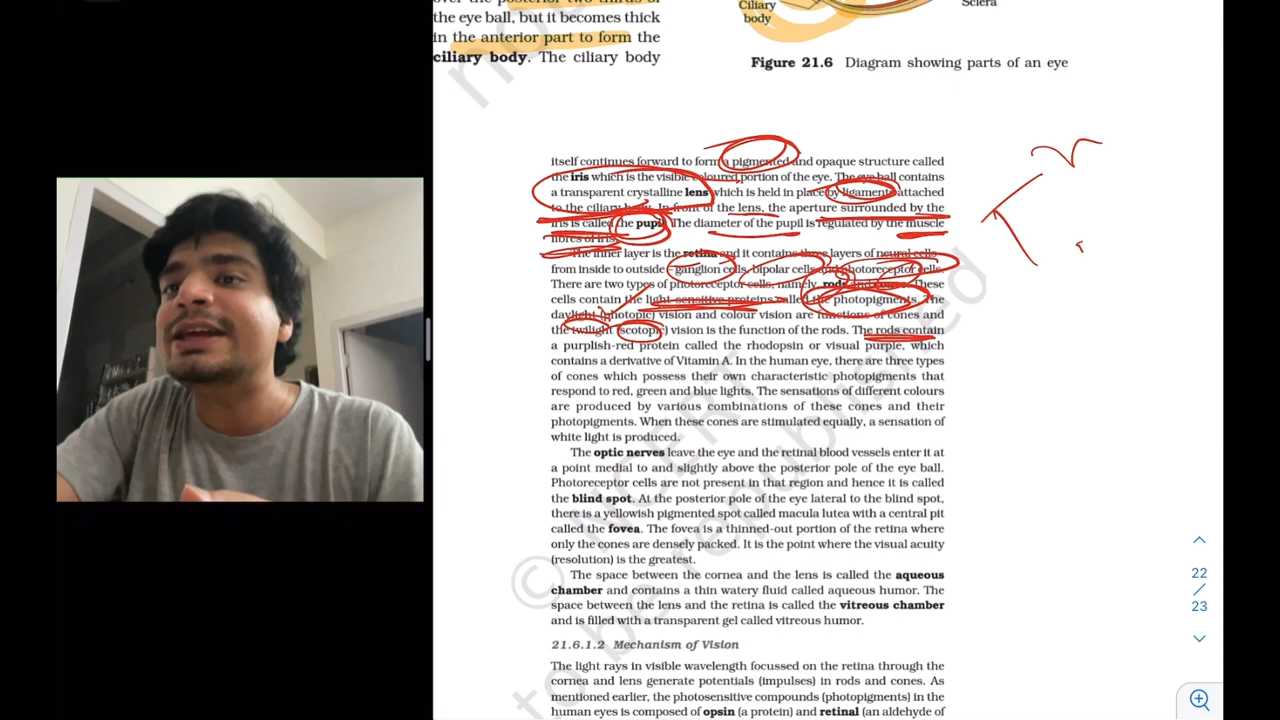 over the posterior two-thirds of
the eye ball, but it becomes thick
in the anterior part to form the
ciliary body. The ciliary body
Ciliary
body
Sclera
Figure 21.6 Diagram showing parts of an eye
itself continues forward to form a pigmented and opaque structure called
the iris which is the visible coloured portion of the eye. The eye ball contains
a transparent crystalline lens which is held in place by ligaments attached
to the ciliary body. In front of the lens, the aperture surrounded by the
iris is called the pupil. The diameter of the pupil is regulated by the muscle
fibres of iris.
The inner layer is the retina and it contains three layers of neural cells
from inside to outside – ganglion cells, bipolar cells and photoreceptor cells.
There are two types of photoreceptor cells, namely, rods and cones. These
cells contain the light-sensitive proteins called the photopigments. The
daylight (photopic) vision and colour vision are functions of cones and
the twilight (scotopic) vision is the function of the rods. The rods contain
a purplish-red protein called the rhodopsin or visual purple, which
contains a derivative of Vitamin A. In the human eye, there are three types
of cones which possess their own characteristic photopigments that
respond to red, green and blue lights. The sensations of different colours
are produced by various combinations of these cones and their
photopigments. When these cones are stimulated equally, a sensation of
white light is produced.
The optic nerves leave the eye and the retinal blood vessels enter it at
a point medial to and slightly above the posterior pole of the eye ball.
Photoreceptor cells are not present in that region and hence it is called
the blind spot. At the posterior pole of the eye lateral to the blind spot,
there is a yellowish pigmented spot called macula lutea with a central pit
called the fovea. The fovea is a thinned-out portion of the retina where
only the cones are densely packed. It is the point where the visual acuity
(resolution) is the greatest.
The space between the cornea and the lens is called the aqueous
chamber and contains a thin watery fluid called aqueous humor. The
space between the lens and the retina is called the vitreous chamber
and is filled with a transparent gel called vitreous humor.
21.6.1.2 Mechanism of Vision
The light rays in visible wavelength focussed on the retina through the
cornea and lens generate potentials (impulses) in rods and cones. As
mentioned earlier, the photosensitive compounds (photopigments) in the
human eyes is composed of opsin (a protein) and retinal (an aldehyde of
© NCERT
to be republished
22
/
23